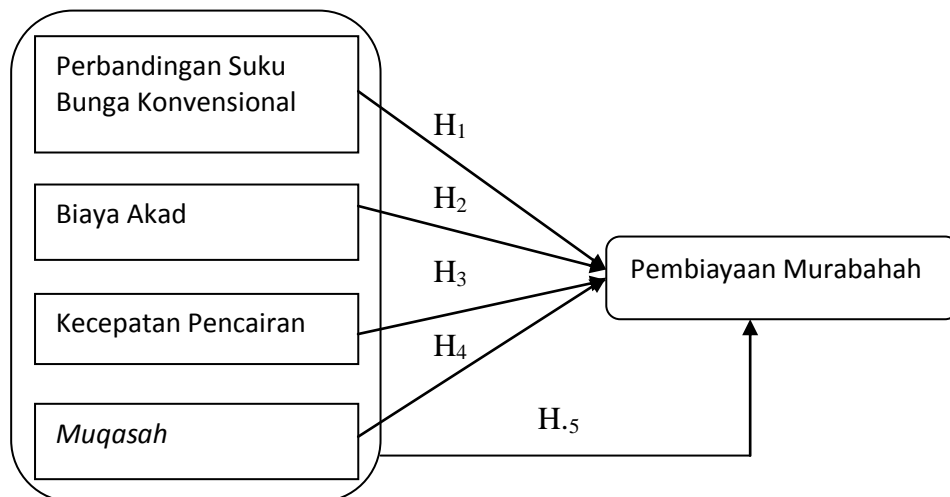 Perbandingan Suku
Bunga Konvensional
H₁
Biaya Akad
H₂
Pembiayaan Murabahah
H₃
Kecepatan Pencairan
H₄
Muqasah
H.₅